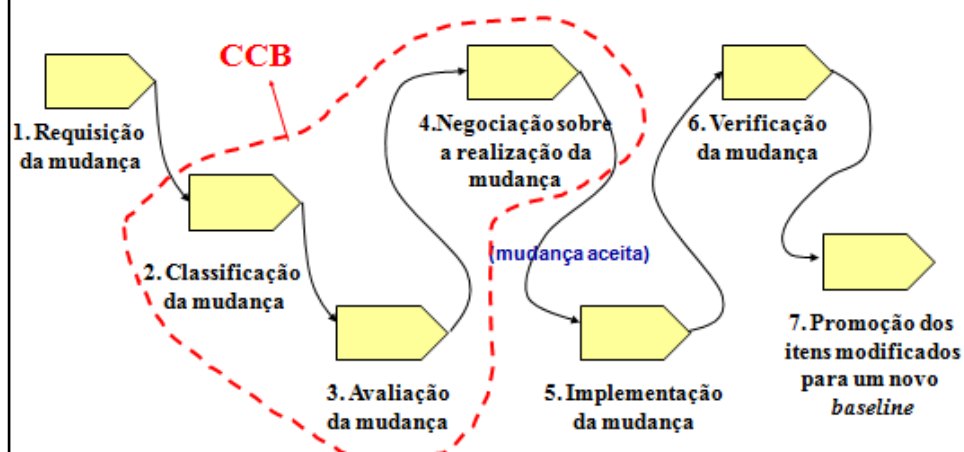 CCB
1. Requisição
da mudança
2. Classificação
da mudança
3. Avaliação
da mudança
4.Negociação sobre
a realização da
mudança
(mudança aceita)
5. Implementação
da mudança
6. Verificação
da mudança
7. Promoção dos
itens modificados
para um novo
baseline